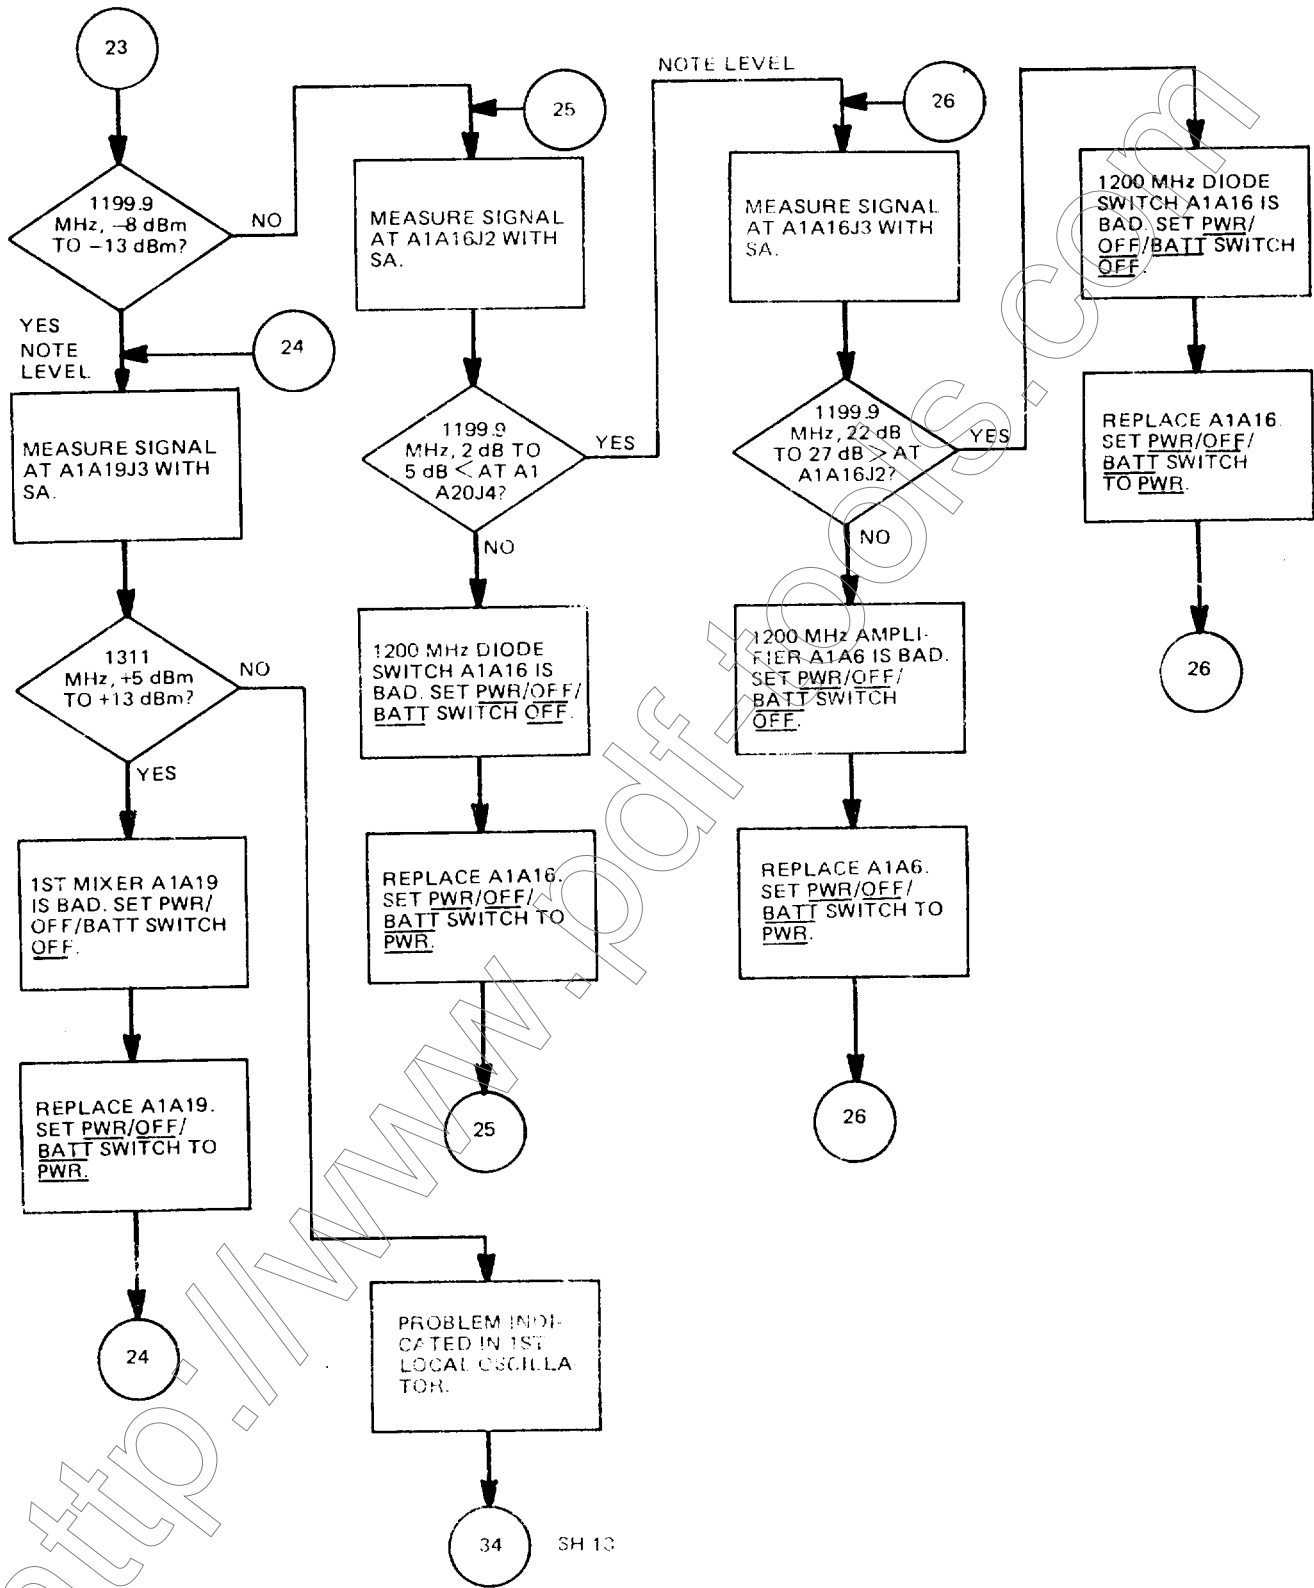 23
1199.9
MHz, –8 dBm
TO –13 dBm?
NO
YES
NOTE
LEVEL
24
MEASURE SIGNAL
AT A1A19J3 WITH
SA.
1311
MHz, +5 dBm
TO +13 dBm?
NO
YES
1ST MIXER A1A19
IS BAD. SET PWR/
OFF/BATT SWITCH
OFF.
REPLACE A1A19.
SET PWR/OFF/
BATT SWITCH TO
PWR.
24
25
MEASURE SIGNAL
AT A1A16J2 WITH
SA.
1199.9
MHz, 2 dB TO
5 dB < AT A1
A20J4?
YES
NO
1200 MHz DIODE
SWITCH A1A16 IS
BAD. SET PWR/OFF/
BATT SWITCH OFF.
REPLACE A1A16.
SET PWR/OFF/
BATT SWITCH TO
PWR.
25
PROBLEM INDI-
CATED IN 1ST
LOCAL OSCILLA-
TOR.
34
SH 13
NOTE LEVEL
26
MEASURE SIGNAL
AT A1A16J3 WITH
SA.
1199.9
MHz, 22 dB
TO 27 dB > AT
A1A16J2?
YES
NO
1200 MHz AMPLI-
FIER A1A6 IS BAD.
SET PWR/OFF/
BATT SWITCH
OFF.
REPLACE A1A6.
SET PWR/OFF/
BATT SWITCH TO
PWR.
26
1200 MHz DIODE
SWITCH A1A16 IS
BAD. SET PWR/
OFF/BATT SWITCH
OFF.
REPLACE A1A16.
SET PWR/OFF/
BATT SWITCH
TO PWR.
26
http://www.pdf-tools.com